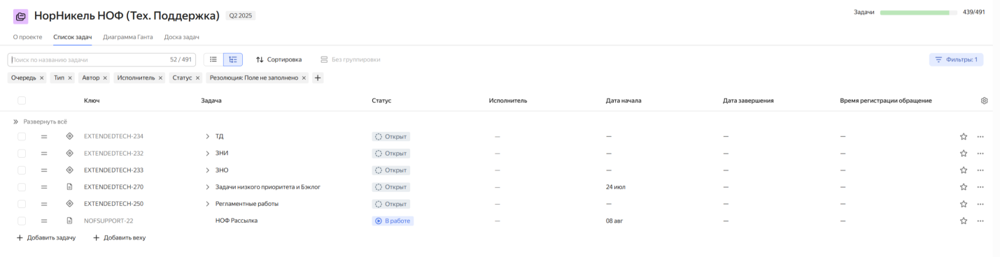 НорНикель НОФ (Тех. Поддержка) Q2 2025 Задачи 439/491
О проекте Список задач Диаграмма Ганта Доска задач
Поиск по названию задачи 52 / 491 Сортировка Без группировки Фильтры: 1
Очередь × Тип × Автор × Исполнитель × Статус × Резолюция: Поле не заполнено × +
Ключ Задача Статус Исполнитель Дата начала Дата завершения Время регистрации обращение
Развернуть всё
EXTENDEDTECH-234 ТД Открыт — — — —
EXTENDEDTECH-232 ЗНИ Открыт — — — —
EXTENDEDTECH-233 ЗНО Открыт — — — —
EXTENDEDTECH-270 Задачи низкого приоритета и Бэклог Открыт — 24 июл — —
EXTENDEDTECH-250 Регламентные работы Открыт — — — —
NOFSUPPORT-22 НОФ Рассылка В работе — 08 авг — —
+ Добавить задачу + Добавить веху